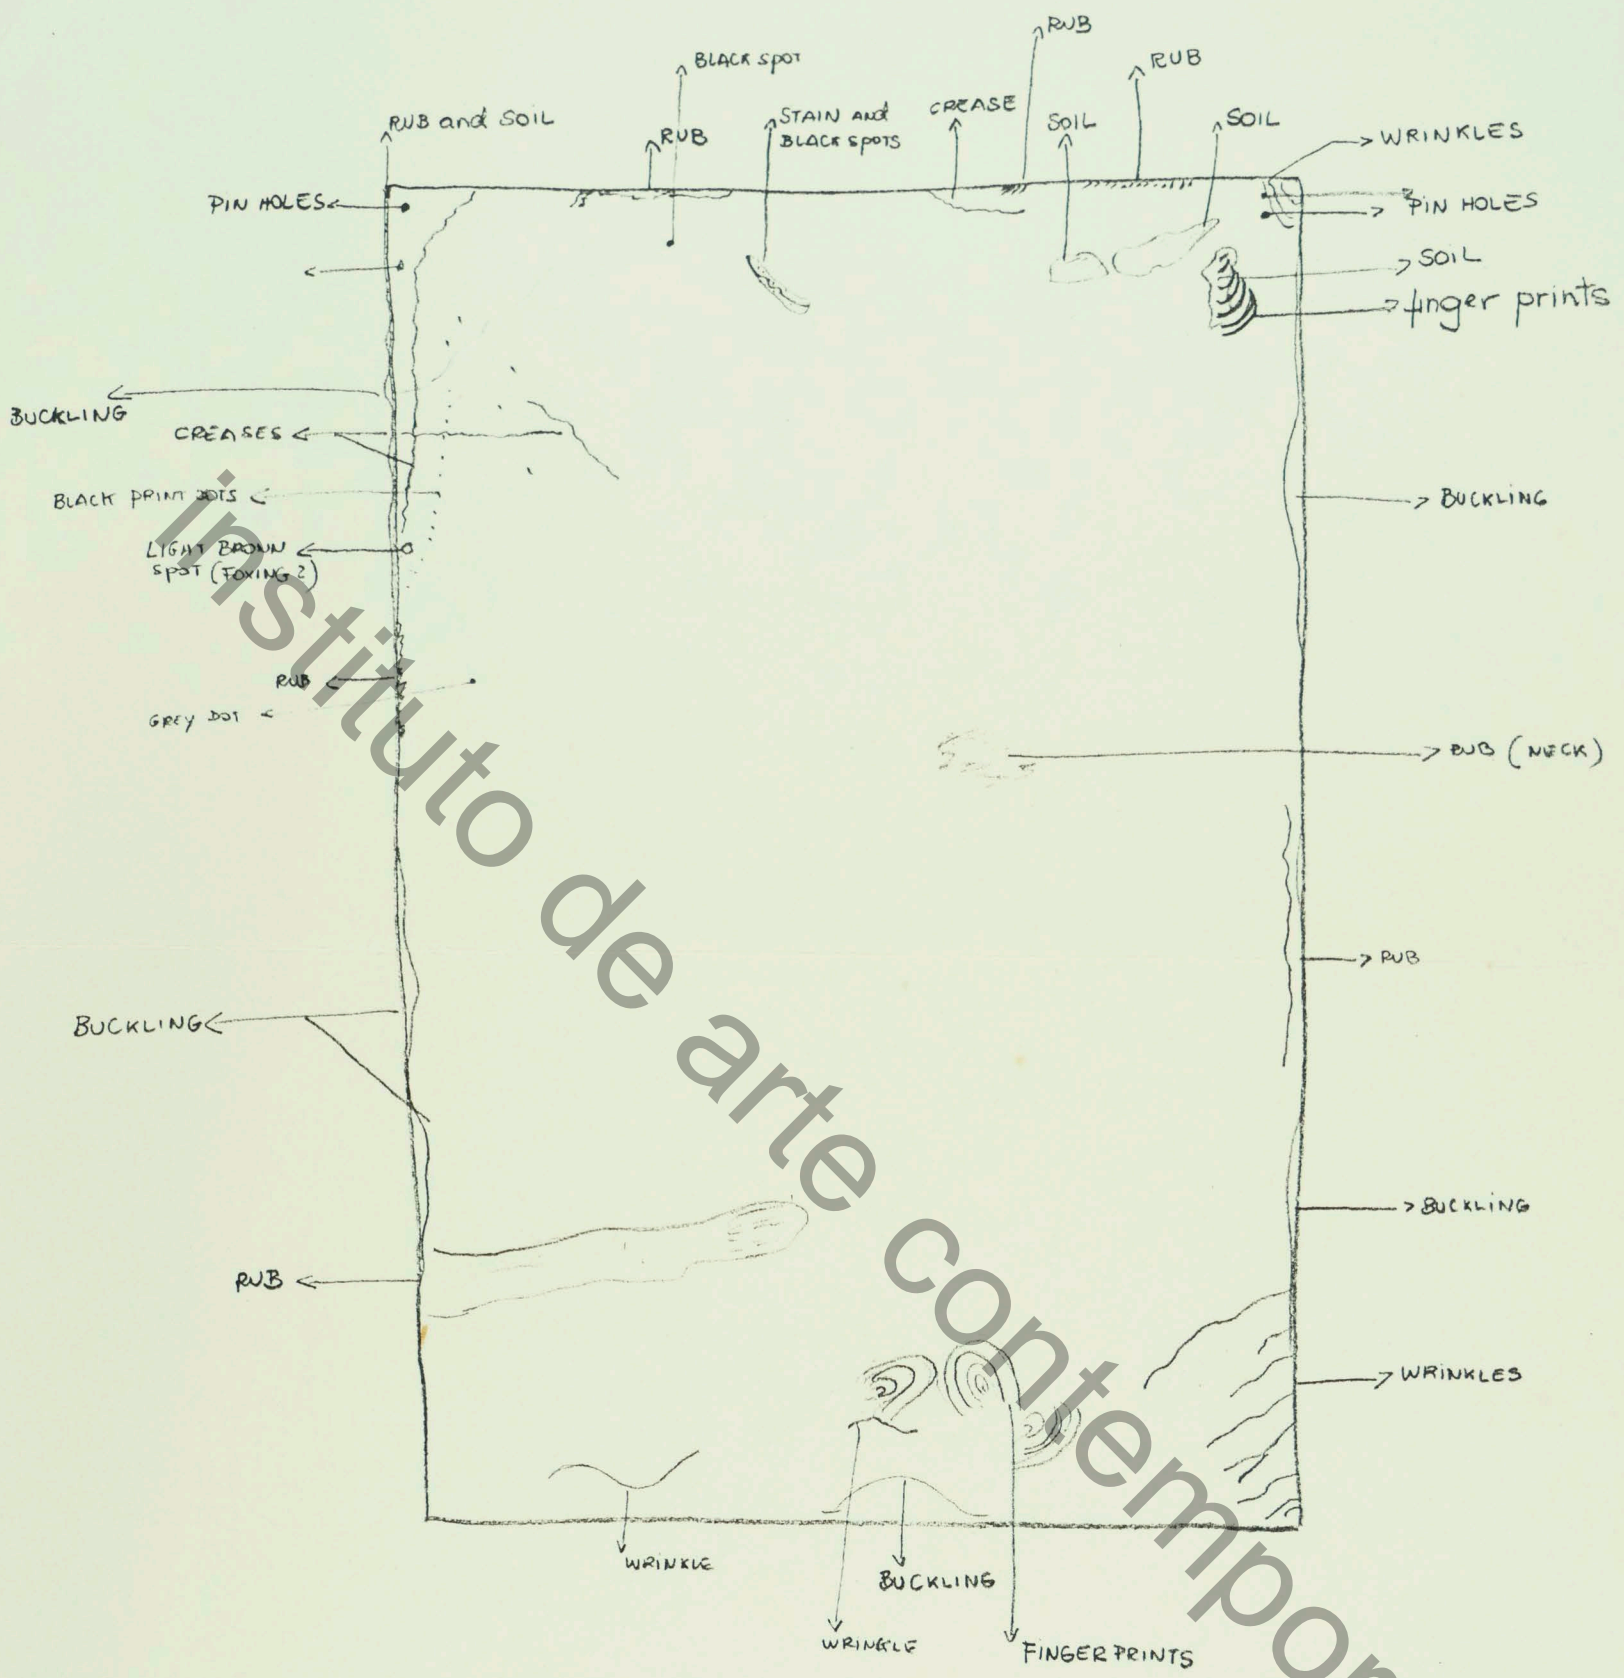 RUB
BLACK SPOT
RUB
RUB and SOIL
RUB
STAIN AND
BLACK SPOTS
CREASE
SOIL
SOIL
WRINKLES
PIN HOLES
PIN HOLES
SOIL
finger prints
BUCKLING
CREASES
BLACK PRINT DOTS
BUCKLING
LIGHT BROWN
SPOT (FOXING?)
RUB
GREY DOT
RUB (NECK)
RUB
BUCKLING
BUCKLING
RUB
WRINKLES
WRINKLE
BUCKLING
WRINKLE
FINGER PRINTS
instituto de arte contempor